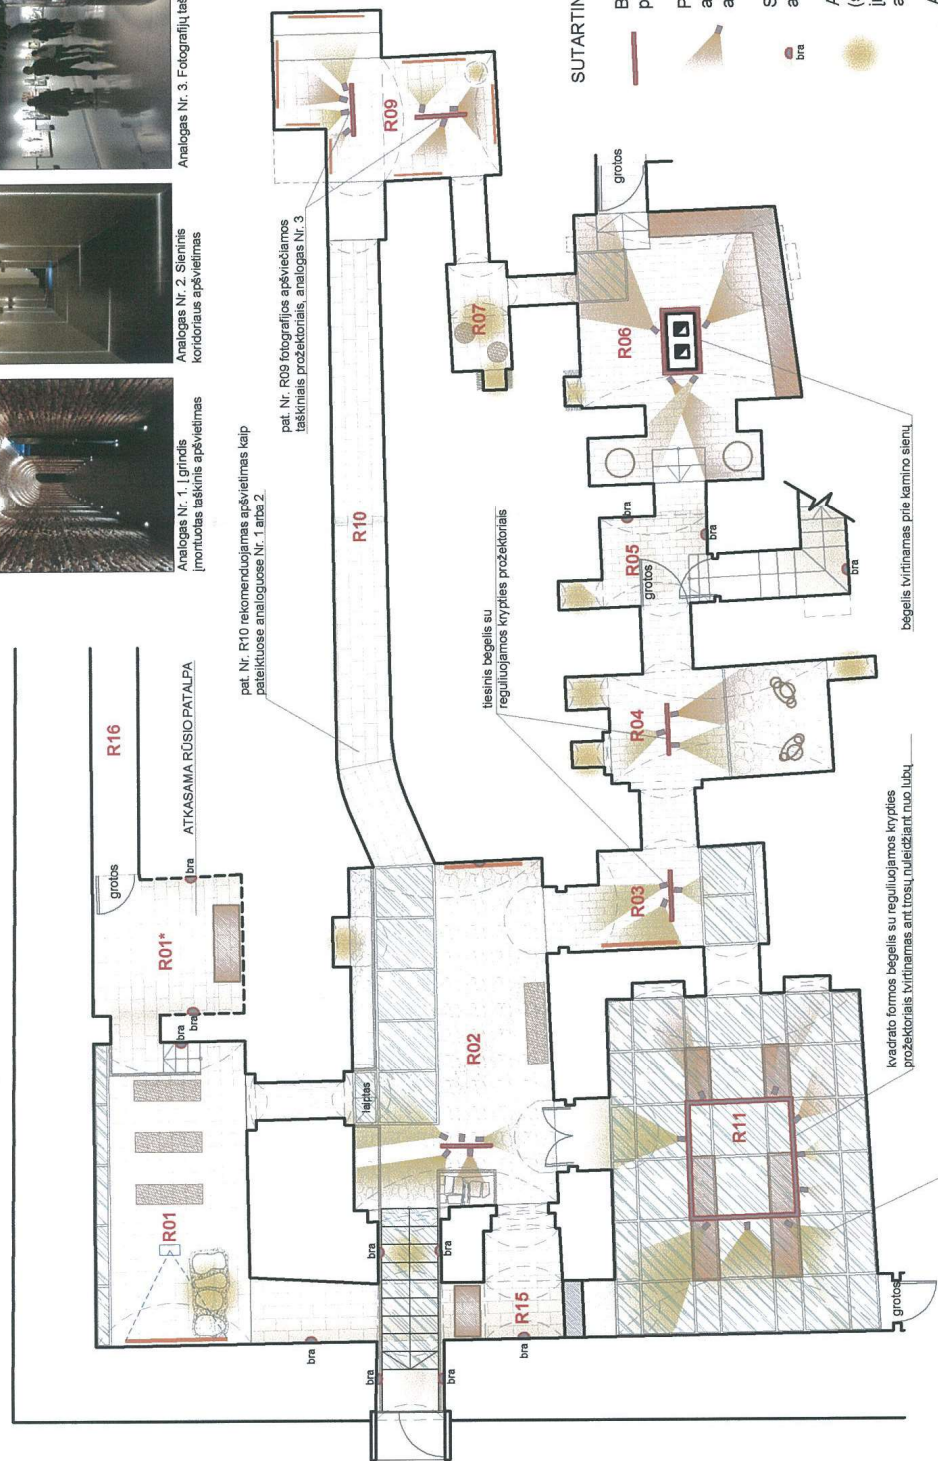 Analogas Nr. 1. Į grindis
įmontuotas taškinis apšvietimas
Analogas Nr. 2. Sieninis
koridoriaus apšvietimas
Analogas Nr. 3. Fotografijų
R16
grotos
ATKASAMA RŪSIO PATALPA
R01*
bra
bra
bra
R01
bra
laiptas
pat. Nr. R10 rekomenduojamas apšvietimas kaip
pateiktuose analoguose Nr. 1 arba 2
R10
pat. Nr. R09 fotografijos apšviečiamos
taškiniais prožektoriais, analogas Nr. 3
R09
R07
R02
bra
bra
bra
bra
R15
bra
R03
tiesinis bėgelis su
reguliuojamos krypties prožektoriais
R04
R05
grotos
bra
bra
bra
R06
grotos
bėgelis tvirtinamas prie kamino sienų
R11
grotos
kvadrato formos bėgelis su reguliuojamos krypties
prožektoriais tvirtinamas ant trosų nuleidžiant nuo lubų
bra